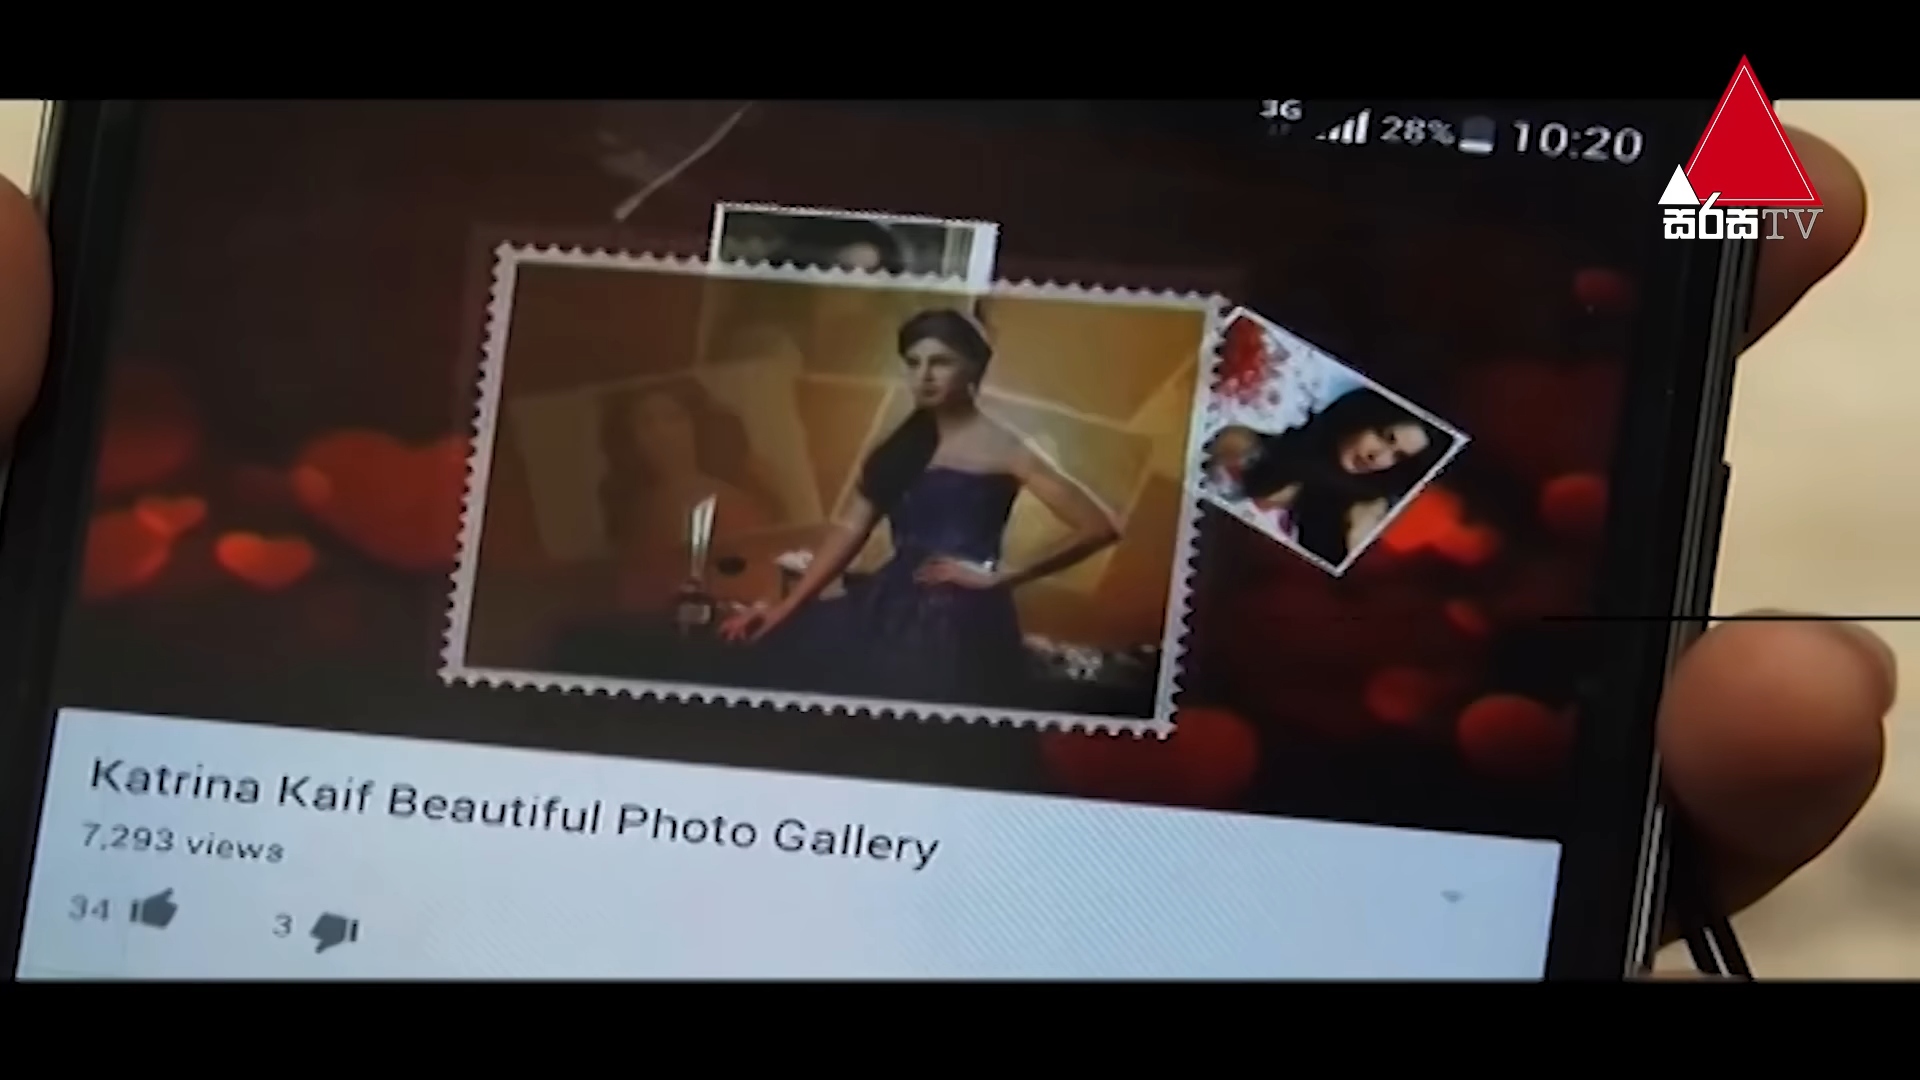 3G 28% 10:20
සිරස TV
Katrina Kaif Beautiful Photo Gallery
7,293 views
34 3